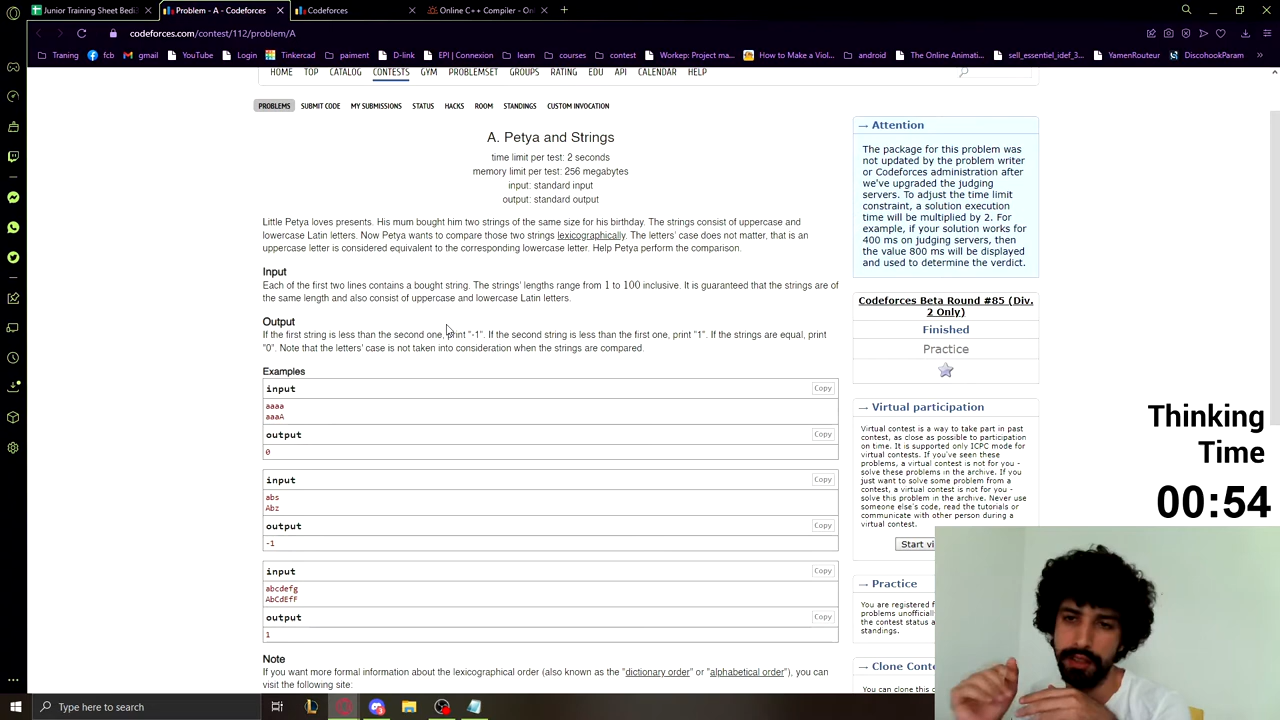 Junior Training Sheet Bedi
Problem - A - Codeforces
Codeforces
Online C++ Compiler - Onl
codeforces.com/contest/112/problem/A
Traning
fcb
gmail
YouTube
Login
Tinkercad
paiment
D-link
EPI | Connexion
learn
courses
contest
Workep: Project ma...
How to Make a Viol...
android
The Online Animati...
sell_essentiel_idef_3...
YamenRouteur
DiscohookParam
HOME TOP CATALOG CONTESTS GYM PROBLEMSET GROUPS RATING EDU API CALENDAR HELP
PROBLEMS SUBMIT CODE MY SUBMISSIONS STATUS HACKS ROOM STANDINGS CUSTOM INVOCATION
A. Petya and Strings
time limit per test: 2 seconds
memory limit per test: 256 megabytes
input: standard input
output: standard output
Little Petya loves presents. His mum bought him two strings of the same size for his birthday. The strings consist of uppercase and
lowercase Latin letters. Now Petya wants to compare those two strings lexicographically. The letters' case does not matter, that is an
uppercase letter is considered equivalent to the corresponding lowercase letter. Help Petya perform the comparison.
Input
Each of the first two lines contains a bought string. The strings' lengths range from 1 to 100 inclusive. It is guaranteed that the strings are of
the same length and also consist of uppercase and lowercase Latin letters.
Output
If the first string is less than the second one, print "-1". If the second string is less than the first one, print "1". If the strings are equal, print
"0". Note that the letters' case is not taken into consideration when the strings are compared.
Examples
input
Copy
aaaa
aaaA
output
Copy
0
input
Copy
abs
Abz
output
Copy
-1
input
Copy
abcdefg
AbCdEfF
output
Copy
1
Note
If you want more formal information about the lexicographical order (also known as the "dictionary order" or "alphabetical order"), you can
visit the following site:
→ Attention
The package for this problem was
not updated by the problem writer
or Codeforces administration after
we've upgraded the judging
servers. To adjust the time limit
constraint, a solution execution
time will be multiplied by 2. For
example, if your solution works for
400 ms on judging servers, then
the value 800 ms will be displayed
and used to determine the verdict.
Codeforces Beta Round #85 (Div.
2 Only)
Finished
Practice
→ Virtual participation
Virtual contest is a way to take part in past
contest, as close as possible to participation
on time. It is supported only ICPC mode for
virtual contests. If you've seen these
problems, a virtual contest is not for you -
solve these problems in the archive. If you
just want to solve some problem from a
contest, a virtual contest is not for you -
solve this problem in the archive. Never use
someone else's code, read the tutorials or
communicate with other person during a
virtual contest.
Start vi
→ Practice
You are registered f
problems unofficially
the contest status a
standings.
→ Clone Conte
You can clone this c
Thinking
Time
00:54
Type here to search